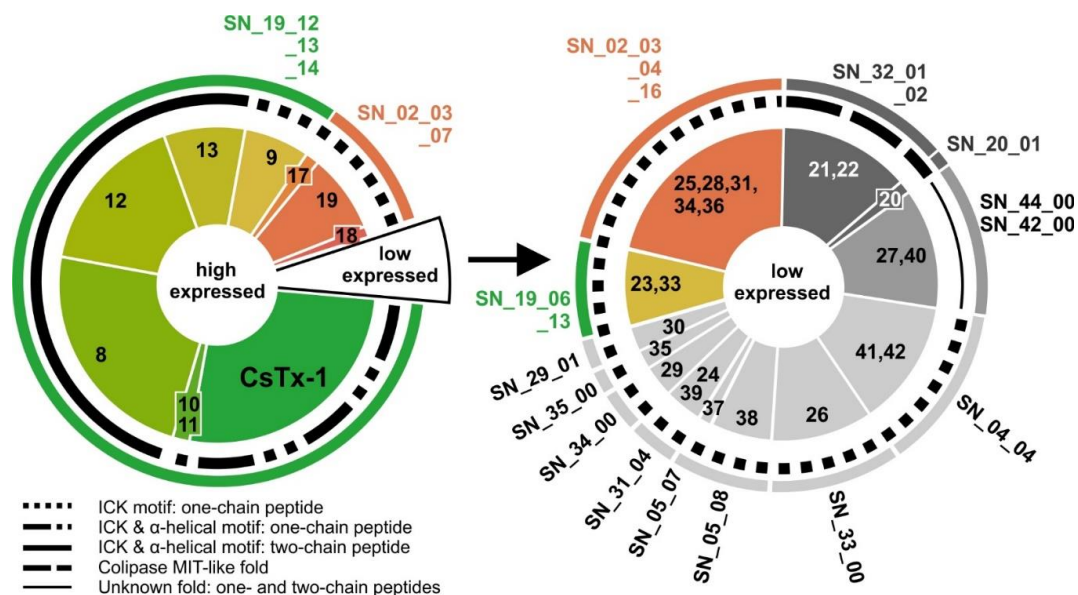 SN_19_12
_13
_14
SN_02_03
_07
13
9
17
12
19
18
high
expressed
low
expressed
8
10
11
CsTx-1
SN_02_03
_04
_16
SN_32_01
_02
SN_20_01
SN_44_00
SN_42_00
25,28,31,
34,36
21,22
20
27,40
low
expressed
23,33
SN_19_06
_13
30
35
29
24
39
37
38
26
41,42
SN_29_01
SN_35_00
SN_34_00
SN_31_04
SN_05_07
SN_05_08
SN_33_00
SN_04_04
ICK motif: one-chain peptide
ICK & α-helical motif: one-chain peptide
ICK & α-helical motif: two-chain peptide
Colipase MIT-like fold
Unknown fold: one- and two-chain peptides